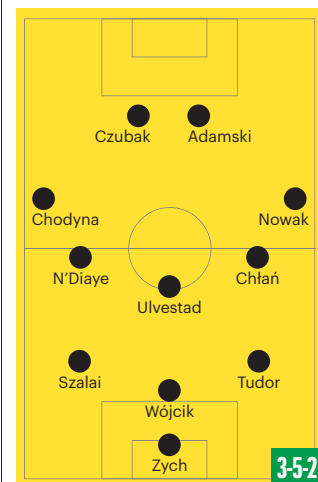 Czubak Adamski
Chodyna Nowak
N'Diaye Chłań
Ulvestad
Szalai Tudor
Wójcik
Zych
3-5-2